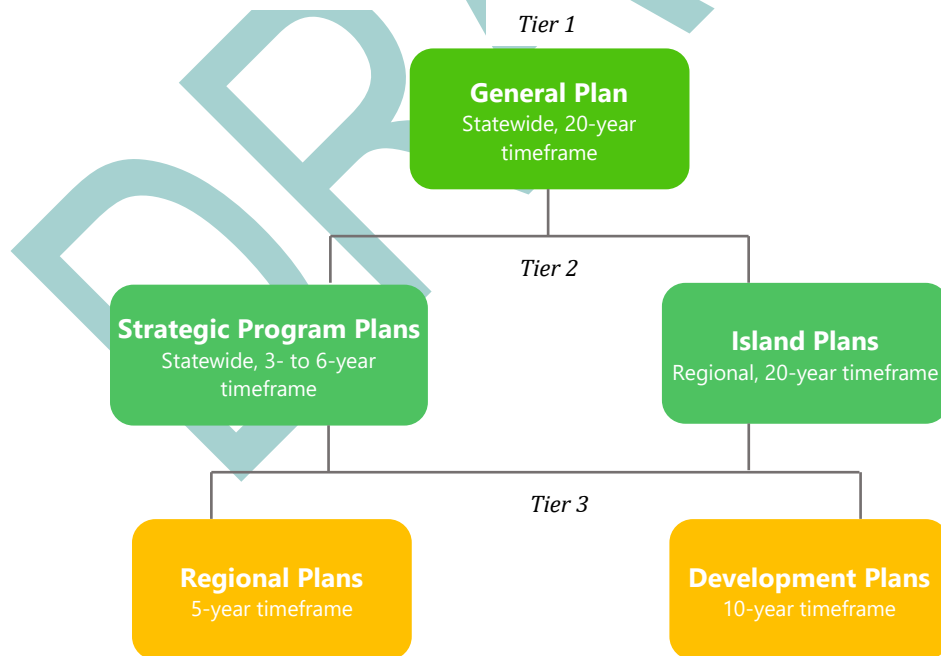 Tier 1
General Plan
Statewide, 20-year
timeframe
Tier 2
Strategic Program Plans
Statewide, 3- to 6-year
timeframe
Island Plans
Regional, 20-year timeframe
Tier 3
Regional Plans
5-year timeframe
Development Plans
10-year timeframe